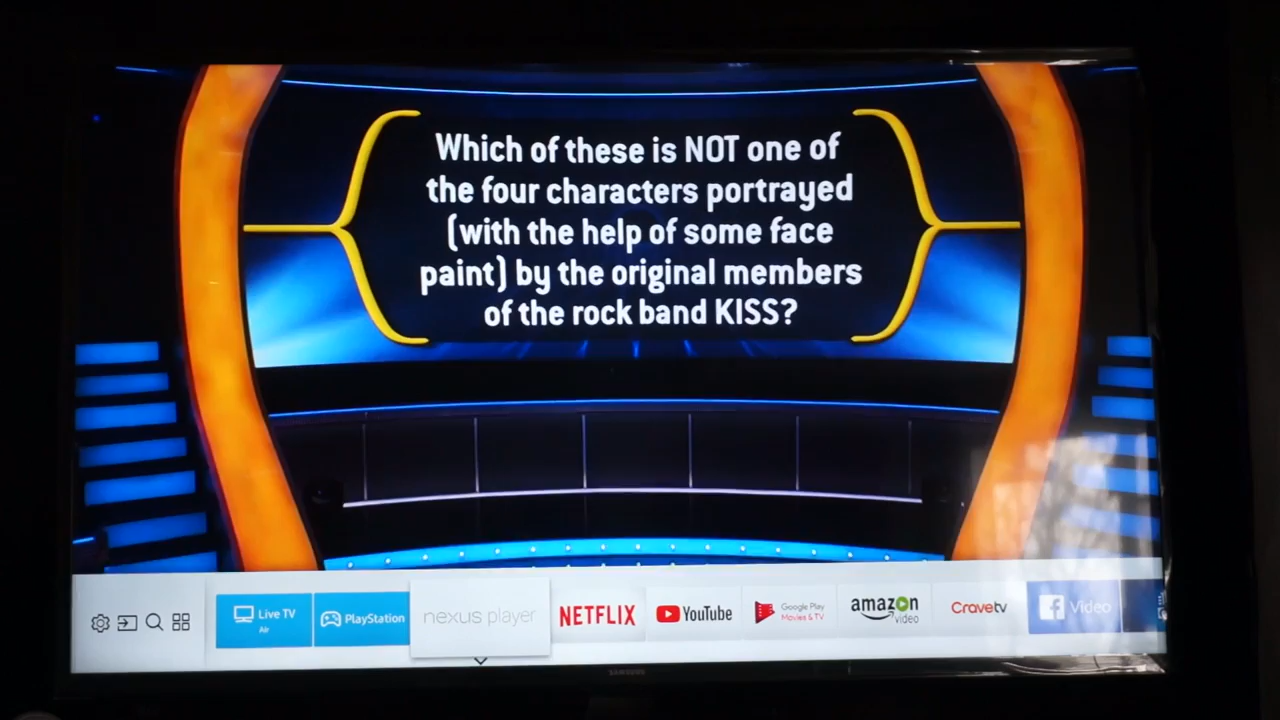 Which of these is NOT one of
the four characters portrayed
(with the help of some face
paint) by the original members
of the rock band KISS?
Live TV
Air
PlayStation
nexus player
NETFLIX
YouTube
Google Play
Movies & TV
amazon
video
Cravetv
Video
SAMSUNG